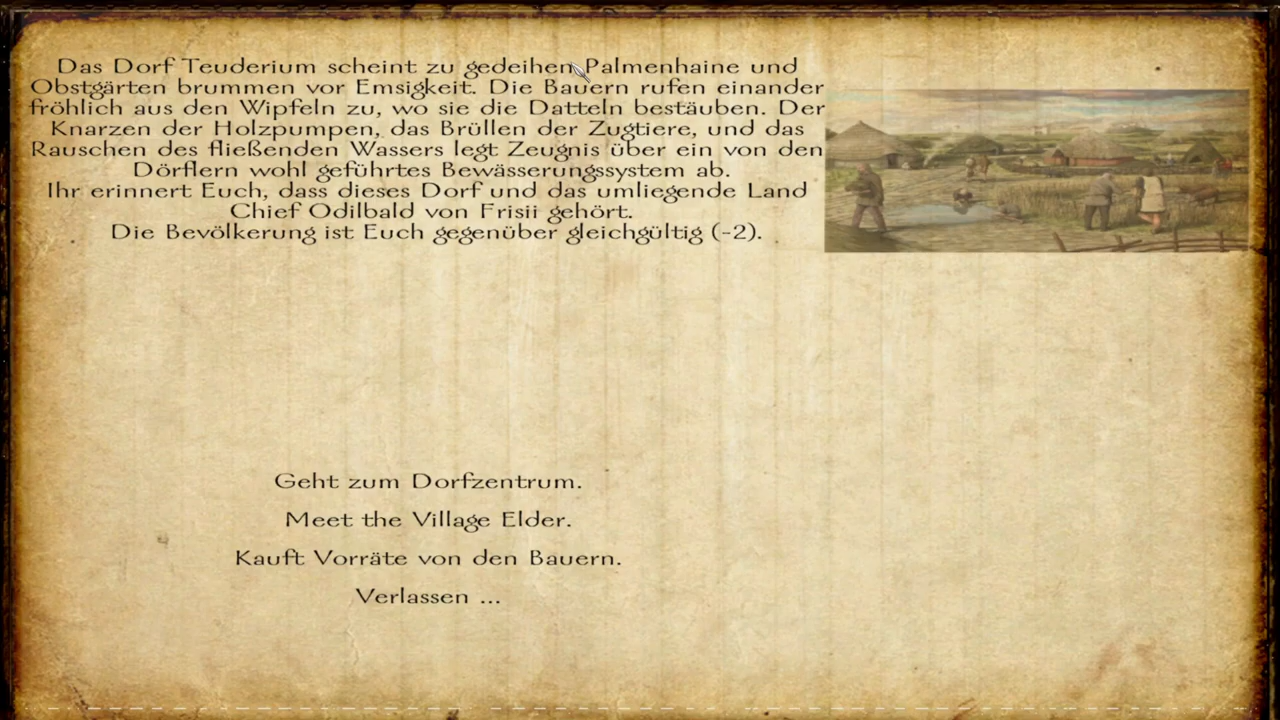 Das Dorf Teuderium scheint zu gedeihen Palmenhaine und
Obstgärten brummen vor Emsigkeit. Die Bauern rufen einander
fröhlich aus den Wipfeln zu, wo sie die Datteln bestäuben. Der
Knarzen der Holzpumpen, das Brüllen der Zugtiere, und das
Rauschen des fließenden Wassers legt Zeugnis über ein von den
Dörflern wohl geführtes Bewässerungssystem ab.
Ihr erinnert Euch, dass dieses Dorf und das umliegende Land
Chief Odilbald von Frisii gehört.
Die Bevölkerung ist Euch gegenüber gleichgültig (-2).
Geht zum Dorfzentrum.
Meet the Village Elder.
Kauft Vorräte von den Bauern.
Verlassen ...